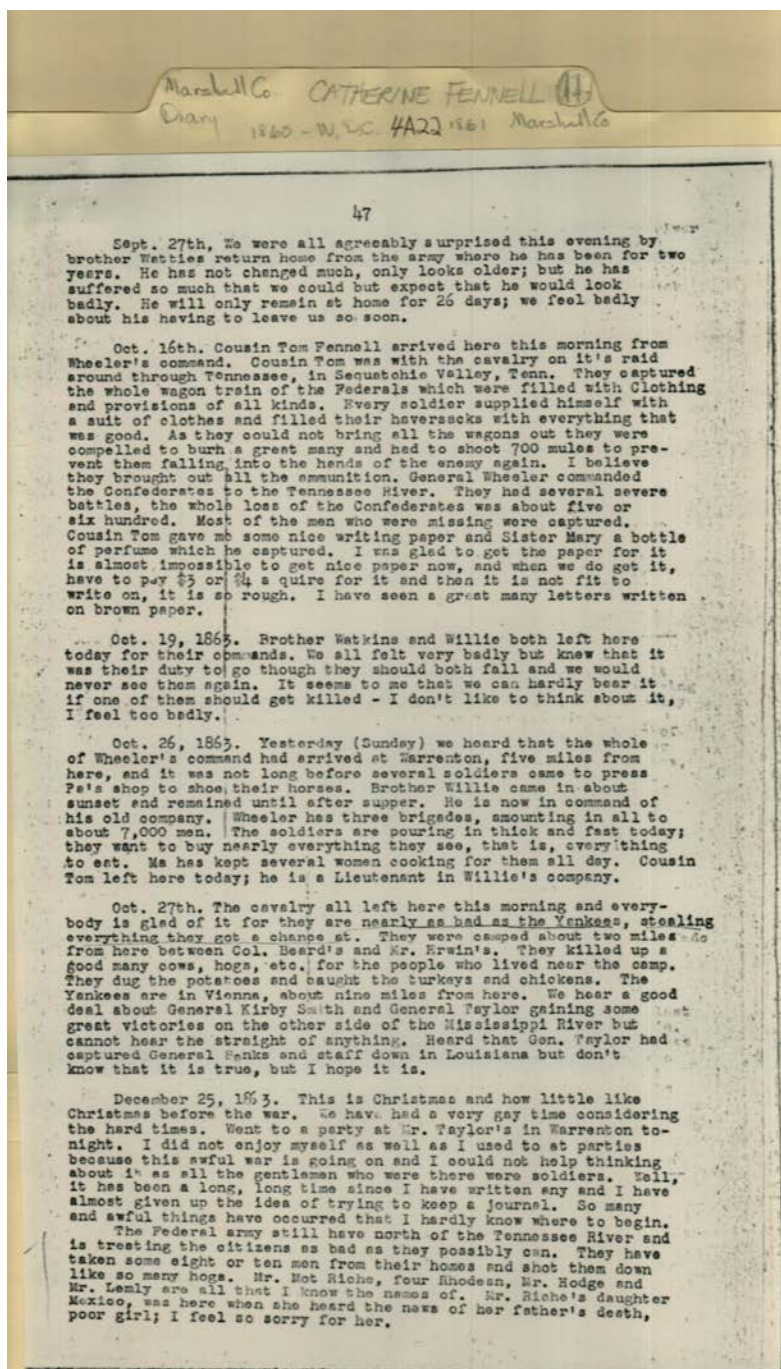 Marshall Co CATHERINE FENNELL
Diary 1860 - 4A22 1861 Marshall Co
47
Sept. 27th, We were all agreeably surprised this evening by
brother Watties return home from the army where he has been for two
years. He has not changed much, only looks older; but he has
suffered so much that we could but expect that he would look
badly. He will only remain at home for 26 days; we feel badly
about his having to leave us so soon.
Oct. 16th. Cousin Tom Fennell arrived here this morning from
Wheeler's command. Cousin Tom was with the cavalry on it's raid
around through Tennessee, in Sequatchie Valley, Tenn. They captured
the whole wagon train of the Federals which were filled with Clothing
and provisions of all kinds. Every soldier supplied himself with
a suit of clothes and filled their haversacks with everything that
was good. As they could not bring all the wagons out they were
compelled to burh a great many and had to shoot 700 mules to pre-
vent them falling into the hands of the enemy again. I believe
they brought out all the ammunition. General Wheeler commanded
the Confederates to the Tennessee River. They had several severe
battles, the whole loss of the Confederates was about five or
six hundred. Most of the men who were missing were captured.
Cousin Tom gave me some nice writing paper and Sister Mary a bottle
of perfume which he captured. I was glad to get the paper for it
is almost impossible to get nice paper now, and when we do get it,
have to pay $3 or $4 a quire for it and then it is not fit to
write on, it is so rough. I have seen a great many letters written
on brown paper.
Oct. 19, 1863. Brother Watkins and Willie both left here
today for their commands. We all felt very badly but knew that it
was their duty to go though they should both fall and we would
never see them again. It seems to me that we can hardly bear it
if one of them should get killed - I don't like to think about it,
I feel too badly.
Oct. 26, 1863. Yesterday (Sunday) we heard that the whole
of Wheeler's command had arrived at Warrenton, five miles from
here, and it was not long before several soldiers came to press
Pa's shop to shoe their horses. Brother Willie came in about
sunset and remained until after supper. He is now in command of
his old company. Wheeler has three brigades, amounting in all to
about 7,000 men. The soldiers are pouring in thick and fast today;
they want to buy nearly everything they see, that is, everything
to eat. Ma has kept several women cooking for them all day. Cousin
Tom left here today; he is a Lieutenant in Willie's company.
Oct. 27th. The cavalry all left here this morning and every-
body is glad of it for they are nearly as bad as the Yankees, stealing
everything they got a chance at. They were camped about two miles
from here between Col. Beard's and Mr. Erwin's. They killed up a
good many cows, hogs, etc. for the people who lived near the camp.
They dug the potatoes and caught the turkeys and chickens. The
Yankees are in Vienna, about nine miles from here. We hear a good
deal about General Kirby Smith and General Taylor gaining some
great victories on the other side of the Mississippi River but
cannot hear the straight of anything. Heard that Gen. Taylor had
captured General Banks and staff down in Louisiana but don't
know that it is true, but I hope it is.
December 25, 1863. This is Christmas and how little like
Christmas before the war. We have had a very gay time considering
the hard times. Went to a party at Mr. Taylor's in Warrenton to-
night. I did not enjoy myself as well as I used to at parties
because this awful war is going on and I could not help thinking
about it as all the gentlemen who were there were soldiers. Well,
it has been a long, long time since I have written any and I have
almost given up the idea of trying to keep a journal. So many
and awful things have occurred that I hardly know where to begin.
The Federal army still have north of the Tennessee River and
is treating the citizens as bad as they possibly can. They have
taken some eight or ten men from their homes and shot them down
like so many hogs. Mr. Mot Riche, four Rhodesn, Mr. Hodge and
Mr. Lemly are all that I know the names of. Mr. Riche's daughter
Mexico, was here when she heard the news of her father's death,
poor girl; I feel so sorry for her.